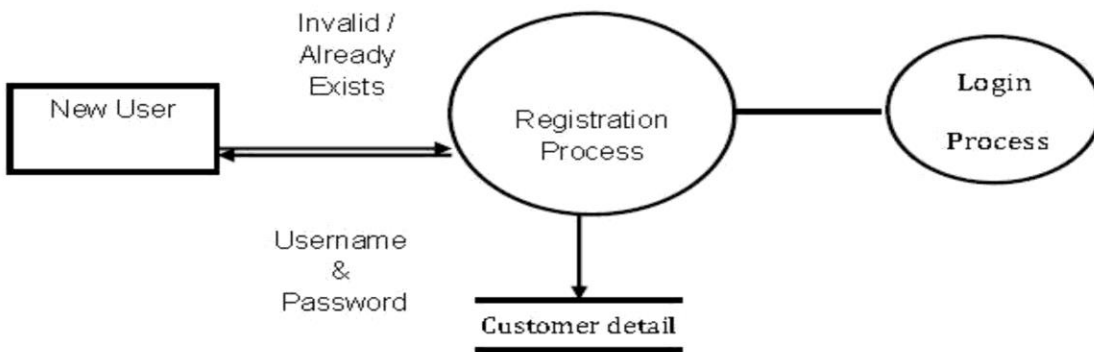 Invalid /
Already
Exists
New User
Registration
Process
Login
Process
Username
&
Password
Customer detail